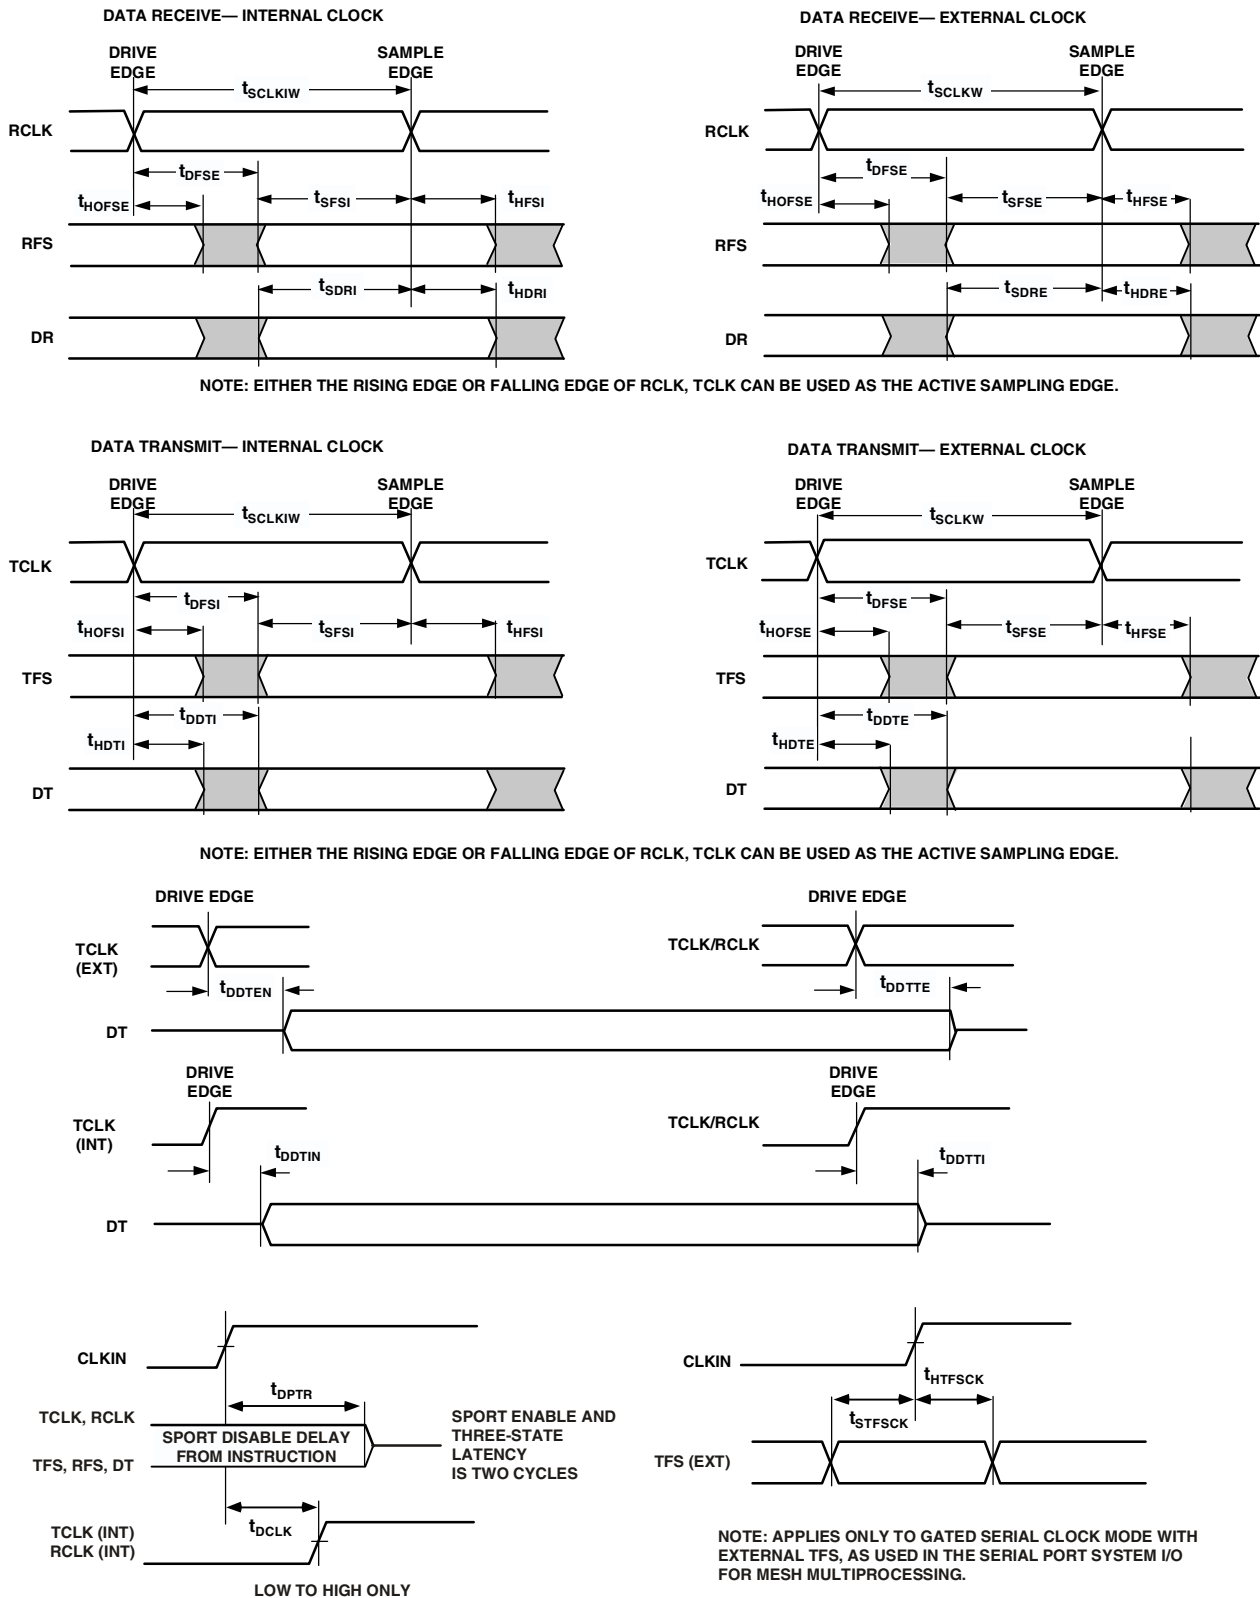 DATA RECEIVE— INTERNAL CLOCK
DRIVE
EDGE
SAMPLE
EDGE
tSCLKIW
RCLK
tDFSE
tHOFSE
tSFSI
tHFSI
RFS
tSDRI
tHDRI
DR
DATA RECEIVE— EXTERNAL CLOCK
DRIVE
EDGE
SAMPLE
EDGE
tSCLKW
RCLK
tDFSE
tHOFSE
tSFSE
tHFSE
RFS
tSDRE
tHDRE
DR
NOTE: EITHER THE RISING EDGE OR FALLING EDGE OF RCLK, TCLK CAN BE USED AS THE ACTIVE SAMPLING EDGE.
DATA TRANSMIT— INTERNAL CLOCK
DRIVE
EDGE
SAMPLE
EDGE
tSCLKIW
TCLK
tDFSI
tHOFSI
tSFSI
tHFSI
TFS
tDDTI
tHDTI
DT
DATA TRANSMIT— EXTERNAL CLOCK
DRIVE
EDGE
SAMPLE
EDGE
tSCLKW
TCLK
tDFSE
tHOFSE
tSFSE
tHFSE
TFS
tDDTE
tHDTE
DT
NOTE: EITHER THE RISING EDGE OR FALLING EDGE OF RCLK, TCLK CAN BE USED AS THE ACTIVE SAMPLING EDGE.
DRIVE EDGE
TCLK
(EXT)
tDDTEN
DT
DRIVE EDGE
TCLK/RCLK
tDDTTE
DRIVE
EDGE
TCLK
(INT)
tDDTIN
DT
DRIVE
EDGE
TCLK/RCLK
tDDTTI
CLKIN
tDPTR
TCLK, RCLK
SPORT DISABLE DELAY
FROM INSTRUCTION
TFS, RFS, DT
SPORT ENABLE AND
THREE-STATE
LATENCY
IS TWO CYCLES
tDCLK
TCLK (INT)
RCLK (INT)
LOW TO HIGH ONLY
CLKIN
tHTFSCK
tSTFSCK
TFS (EXT)
NOTE: APPLIES ONLY TO GATED SERIAL CLOCK MODE WITH
EXTERNAL TFS, AS USED IN THE SERIAL PORT SYSTEM I/O
FOR MESH MULTIPROCESSING.